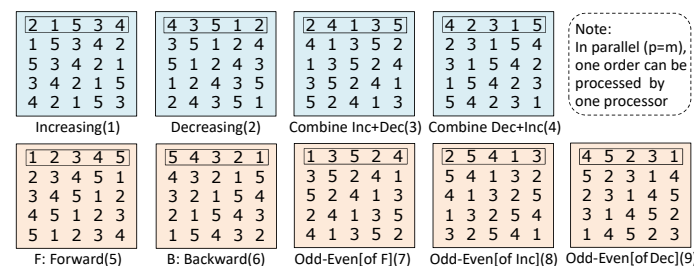 2 1 5 3 4
1 5 3 4 2
5 3 4 2 1
3 4 2 1 5
4 2 1 5 3
Increasing(1)
4 3 5 1 2
3 5 1 2 4
5 1 2 4 3
1 2 4 3 5
2 4 3 5 1
Decreasing(2)
2 4 1 3 5
4 1 3 5 2
1 3 5 2 4
3 5 2 4 1
5 2 4 1 3
Combine Inc+Dec(3)
4 2 3 1 5
2 3 1 5 4
3 1 5 4 2
1 5 4 2 3
5 4 2 3 1
Combine Dec+Inc(4)
Note:
In parallel (p=m),
one order can be
processed by
one processor
1 2 3 4 5
2 3 4 5 1
3 4 5 1 2
4 5 1 2 3
5 1 2 3 4
F: Forward(5)
5 4 3 2 1
4 3 2 1 5
3 2 1 5 4
2 1 5 4 3
1 5 4 3 2
B: Backward(6)
1 3 5 2 4
3 5 2 4 1
5 2 4 1 3
2 4 1 3 5
4 1 3 5 2
Odd-Even[of F](7)
2 5 4 1 3
5 4 1 3 2
4 1 3 2 5
1 3 2 5 4
3 2 5 4 1
Odd-Even[of Inc](8)
4 5 2 3 1
5 2 3 1 4
2 3 1 4 5
3 1 4 5 2
1 4 5 2 3
Odd-Even[of Dec](9